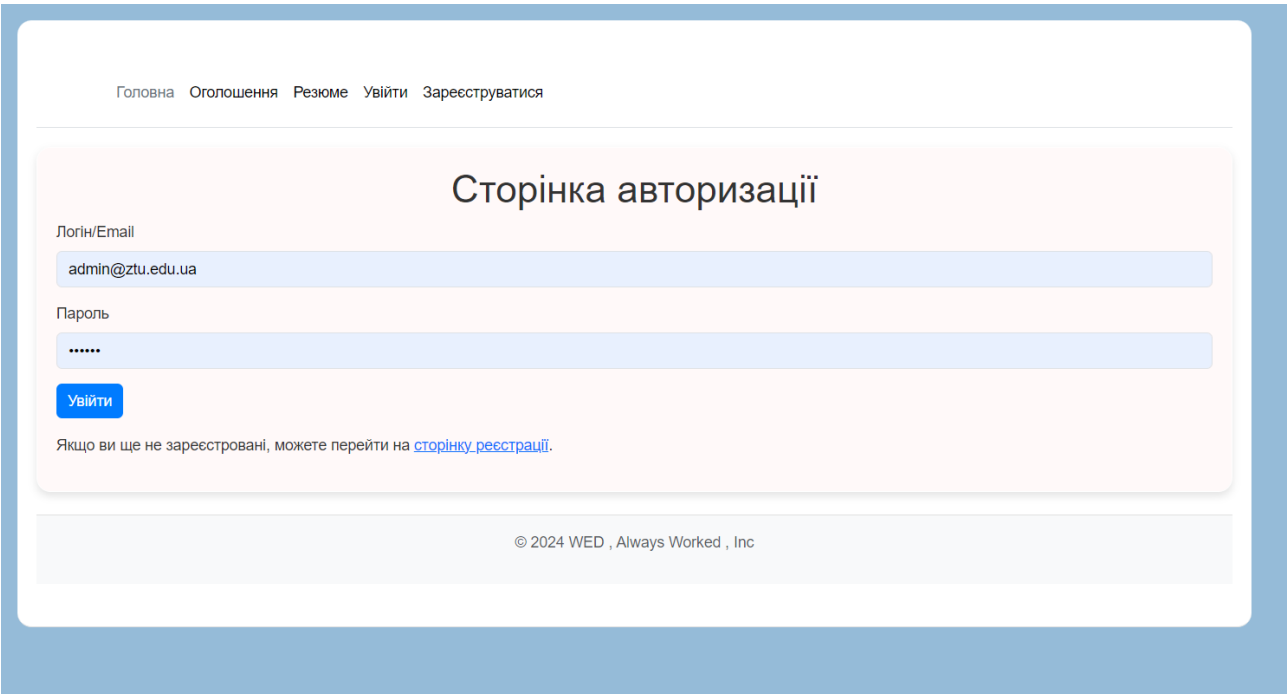 Головна Оголошення Резюме Увійти Зареєструватися
Сторінка авторизації
Логін/Email
admin@ztu.edu.ua
Пароль
••••••
Увійти
Якщо ви ще не зареєстровані, можете перейти на сторінку реєстрації.
© 2024 WED , Always Worked , Inc